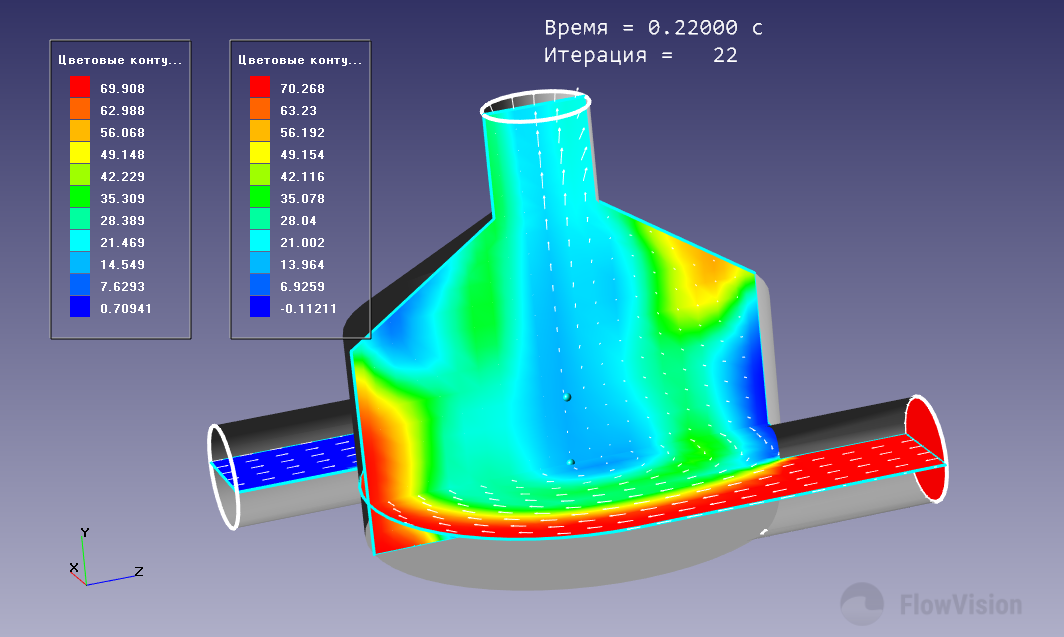 Время = 0.22000 с
Итерация = 22
Цветовые конту...
69.908
62.988
56.068
49.148
42.229
35.309
28.389
21.469
14.549
7.6293
0.70941
Цветовые конту...
70.268
63.23
56.192
49.154
42.116
35.078
28.04
21.002
13.964
6.9259
-0.11211
Y
X
Z
FlowVision